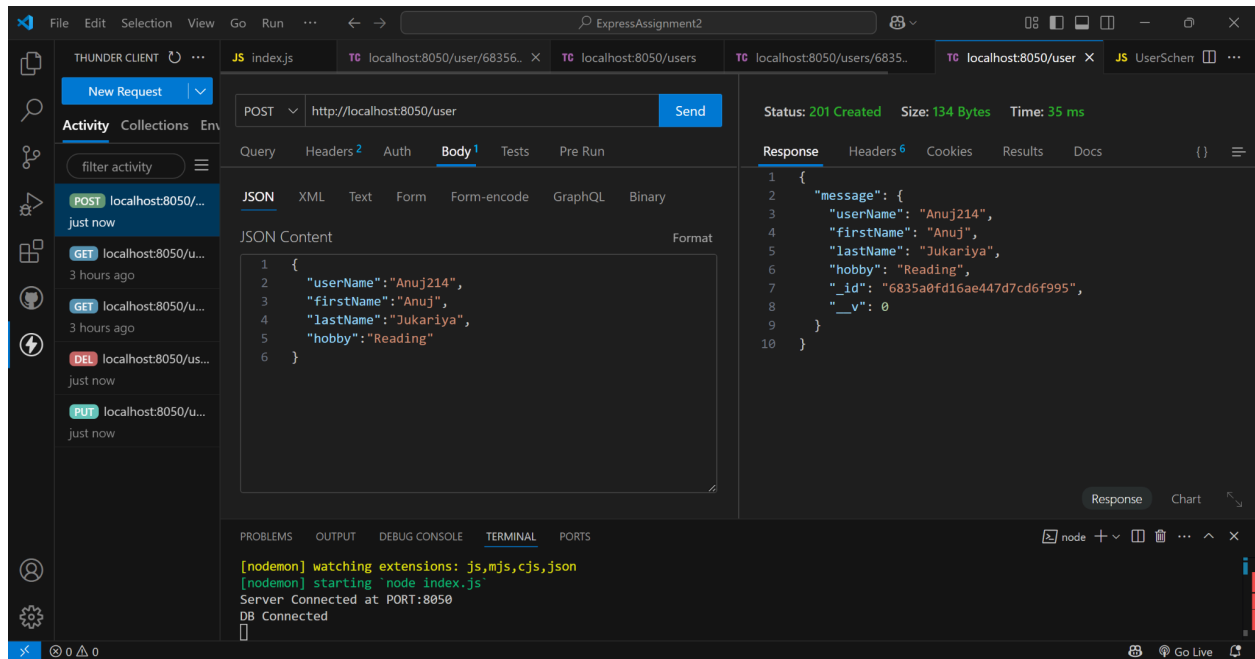 File Edit Selection View Go Run ··· ExpressAssignment2
THUNDER CLIENT ···
New Request
Activity Collections Env
filter activity
POST localhost:8050/...
just now
GET localhost:8050/u...
3 hours ago
GET localhost:8050/u...
3 hours ago
DEL localhost:8050/us...
just now
PUT localhost:8050/u...
just now
JS index.js TC localhost:8050/user/68356.. TC localhost:8050/users TC localhost:8050/users/6835.. TC localhost:8050/user JS UserSchem ···
POST http://localhost:8050/user Send
Query Headers 2 Auth Body 1 Tests Pre Run
JSON XML Text Form Form-encode GraphQL Binary
JSON Content Format
1 {
2 "userName":"Anuj214",
3 "firstName":"Anuj",
4 "lastName":"Jukariya",
5 "hobby":"Reading"
6 }
Status: 201 Created Size: 134 Bytes Time: 35 ms
Response Headers 6 Cookies Results Docs { }
1 {
2 "message": {
3 "userName": "Anuj214",
4 "firstName": "Anuj",
5 "lastName": "Jukariya",
6 "hobby": "Reading",
7 "_id": "6835a0fd16ae447d7cd6f995",
8 "__v": 0
9 }
10 }
Response Chart
PROBLEMS OUTPUT DEBUG CONSOLE TERMINAL PORTS node ···
[nodemon] watching extensions: js,mjs,cjs,json
[nodemon] starting `node index.js`
Server Connected at PORT:8050
DB Connected
0 0 Go Live